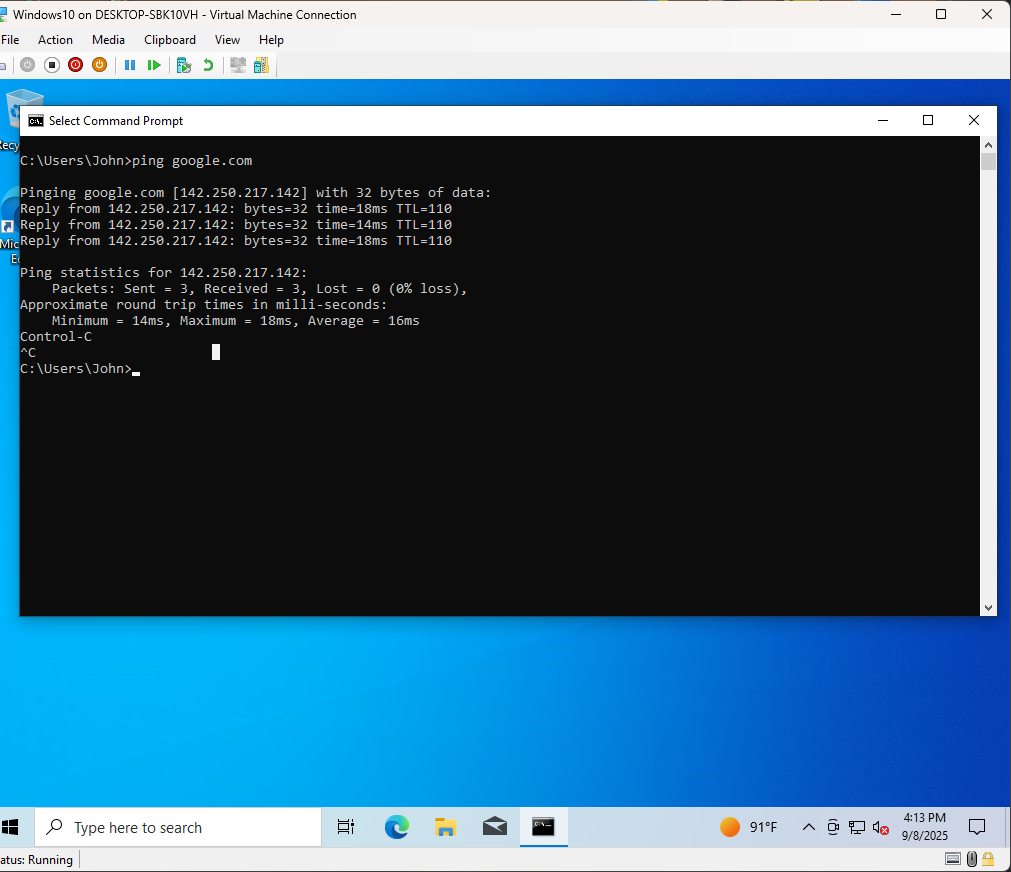 Windows10 on DESKTOP-SBK10VH - Virtual Machine Connection
File Action Media Clipboard View Help
Select Command Prompt
C:\Users\John>ping google.com
Pinging google.com [142.250.217.142] with 32 bytes of data:
Reply from 142.250.217.142: bytes=32 time=18ms TTL=110
Reply from 142.250.217.142: bytes=32 time=14ms TTL=110
Reply from 142.250.217.142: bytes=32 time=18ms TTL=110
Ping statistics for 142.250.217.142:
    Packets: Sent = 3, Received = 3, Lost = 0 (0% loss),
Approximate round trip times in milli-seconds:
    Minimum = 14ms, Maximum = 18ms, Average = 16ms
Control-C
^C
C:\Users\John>
Recy
Mic
E
Type here to search
91°F
4:13 PM
9/8/2025
atus: Running